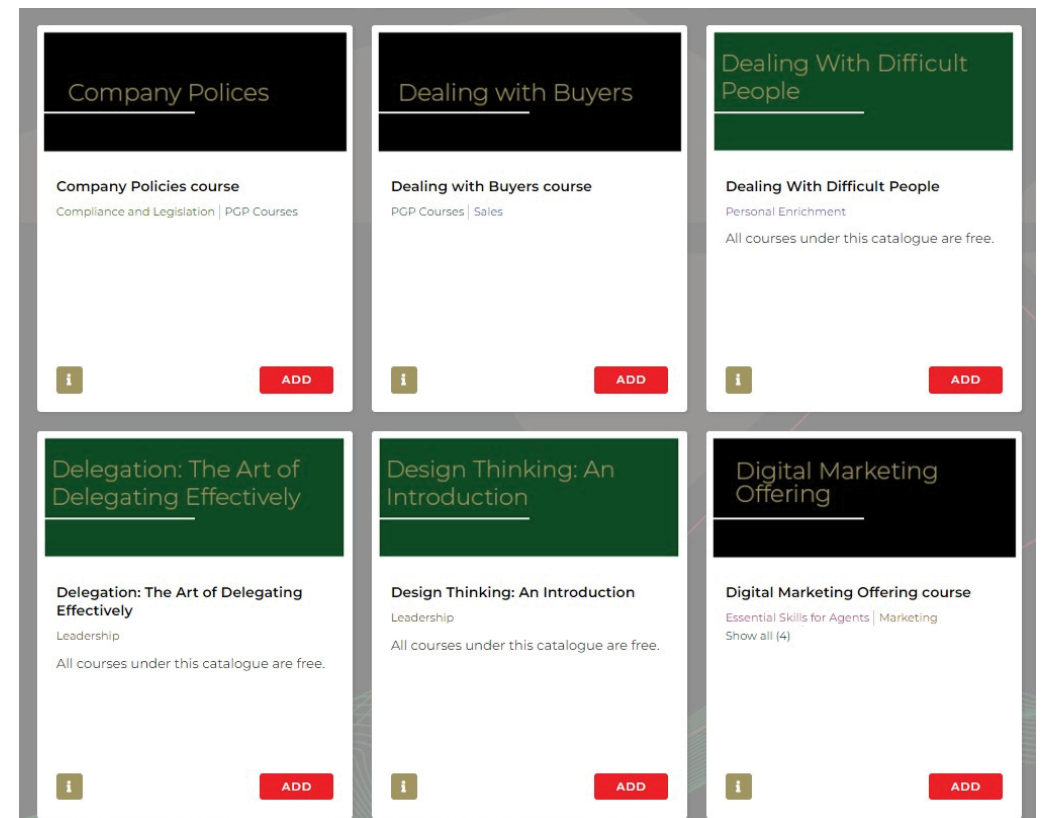 Company Polices
Company Policies course
Compliance and Legislation | PGP Courses
i
ADD
Dealing with Buyers
Dealing with Buyers course
PGP Courses | Sales
i
ADD
Dealing With Difficult
People
Dealing With Difficult People
Personal Enrichment
All courses under this catalogue are free.
i
ADD
Delegation: The Art of
Delegating Effectively
Delegation: The Art of Delegating
Effectively
Leadership
All courses under this catalogue are free.
i
ADD
Design Thinking: An
Introduction
Design Thinking: An Introduction
Leadership
All courses under this catalogue are free.
i
ADD
Digital Marketing
Offering
Digital Marketing Offering course
Essential Skills for Agents | Marketing
Show all (4)
i
ADD